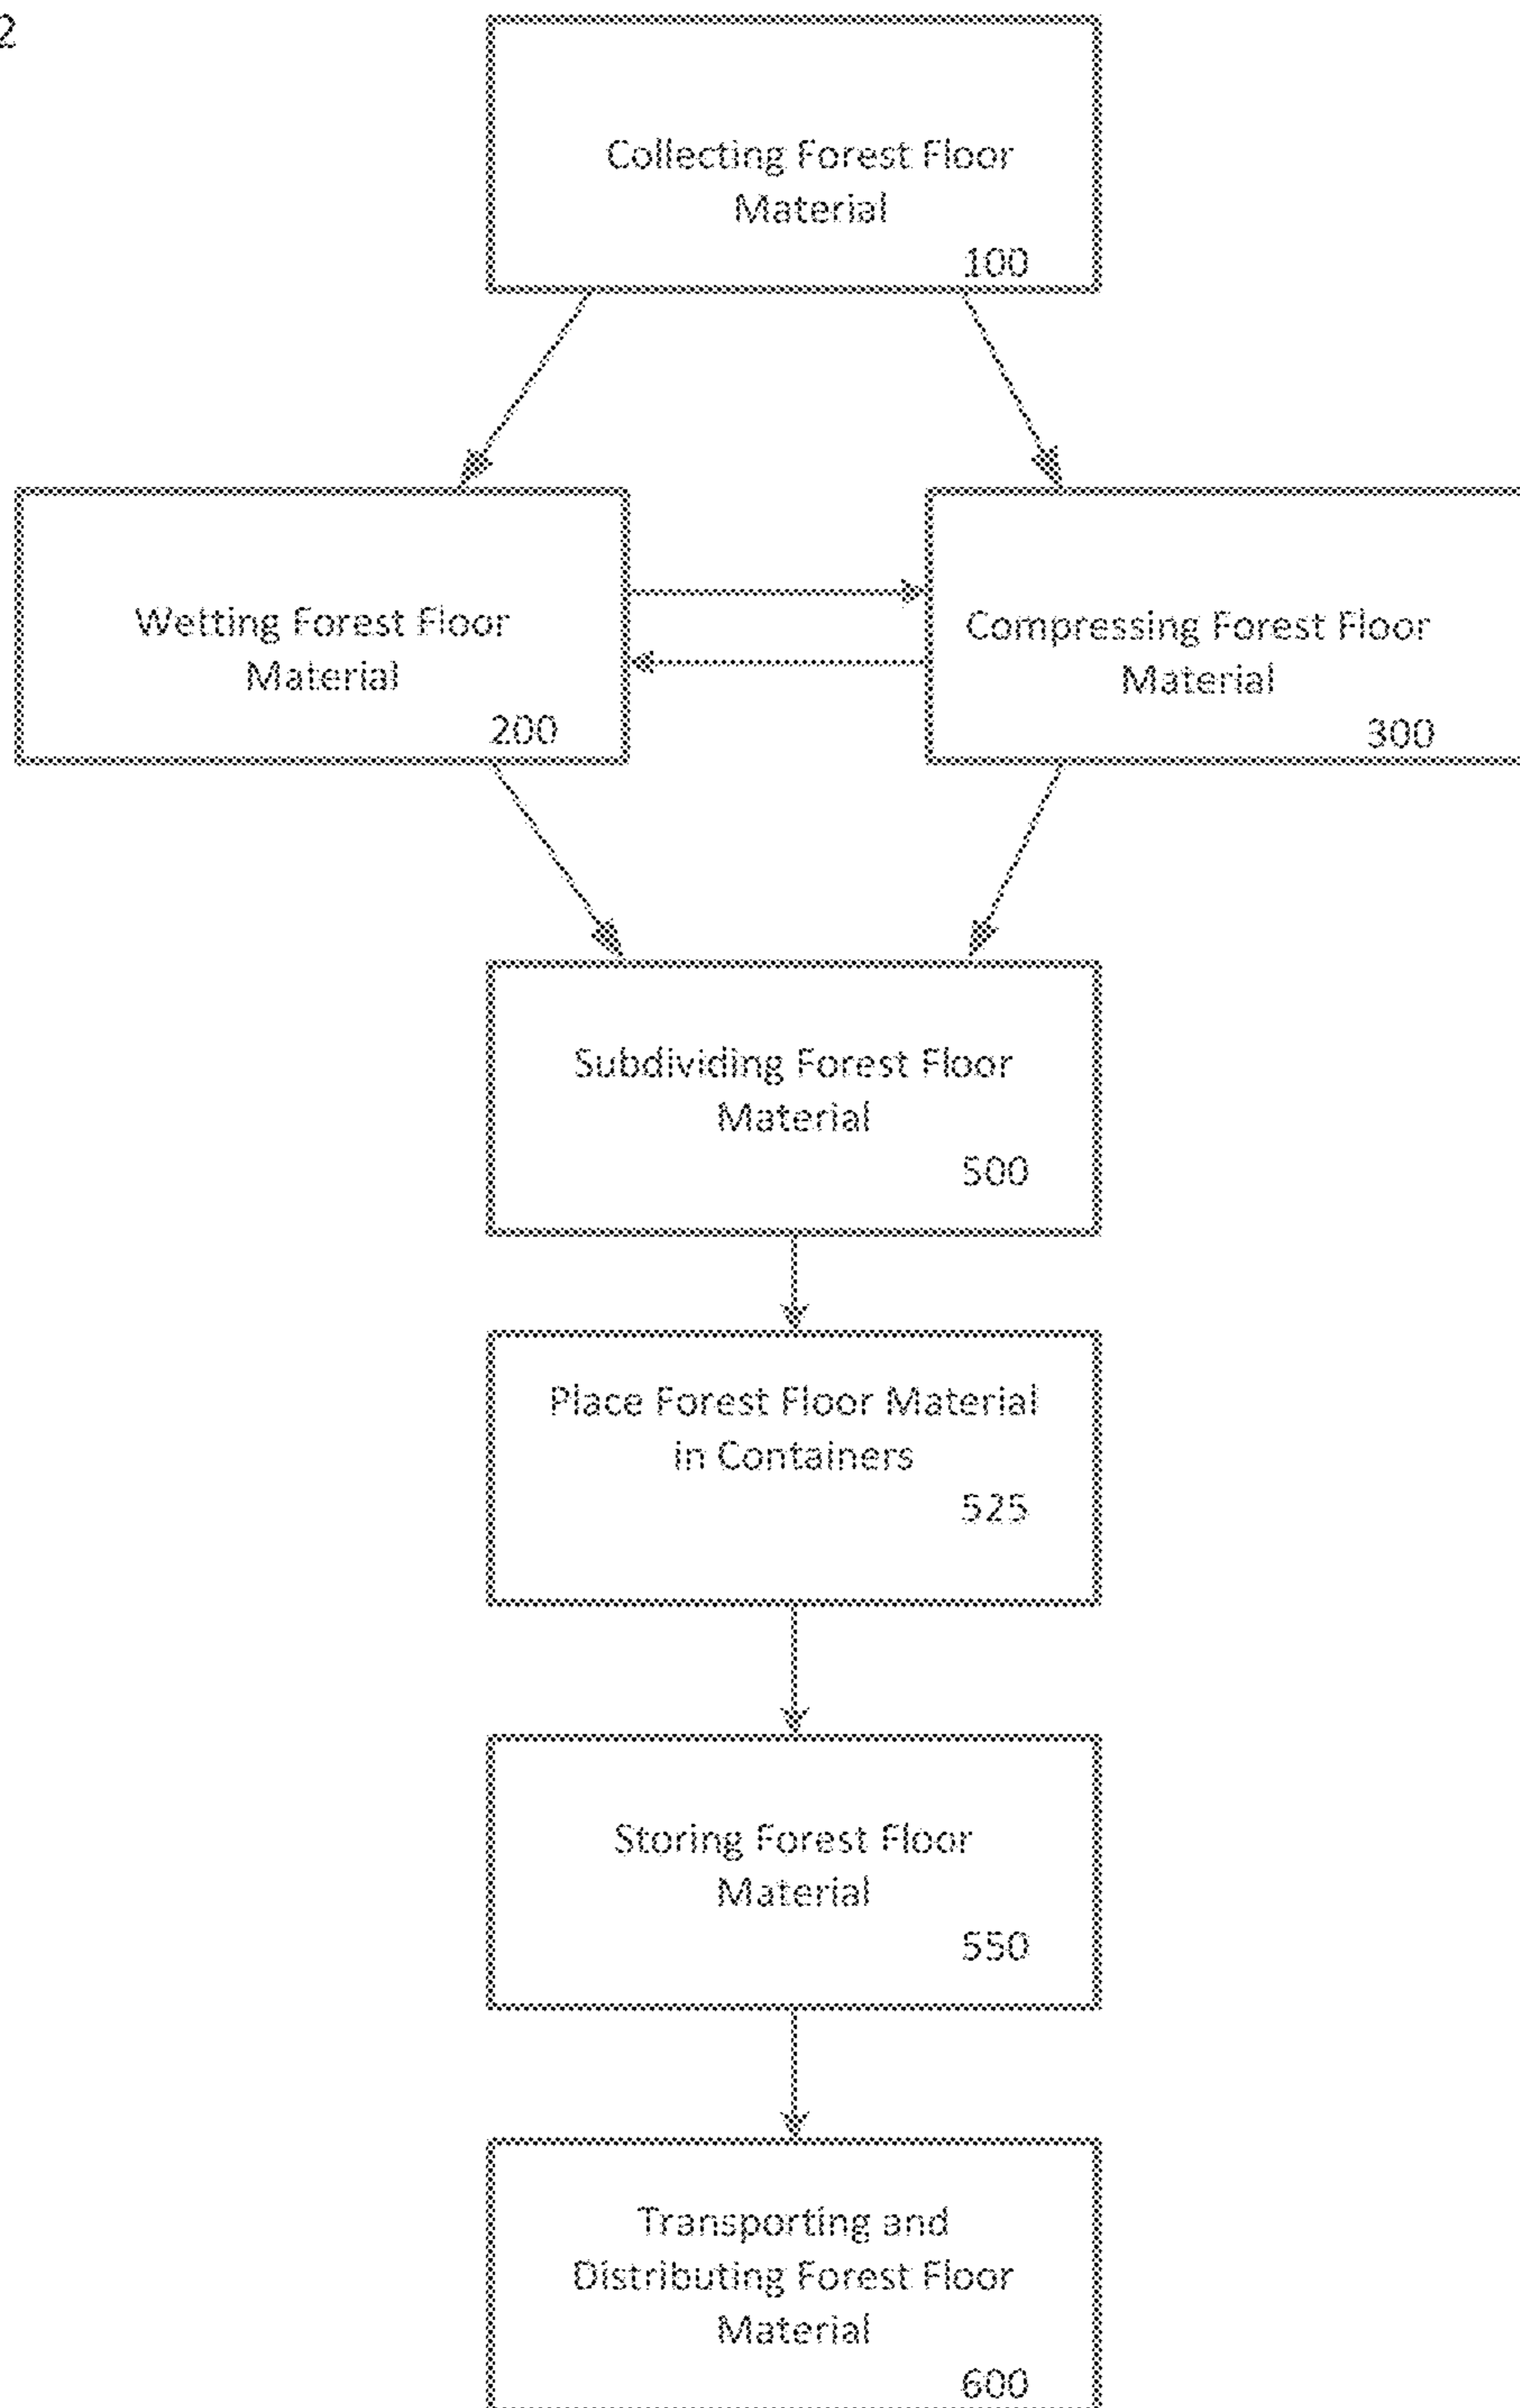 2
Collecting Forest Floor
Material
100
Wetting Forest Floor
Material
200
Compressing Forest Floor
Material
300
Subdividing Forest Floor
Material
500
Place Forest Floor Material
in Containers
525
Storing Forest Floor
Material
550
Transporting and
Distributing Forest Floor
Material
600